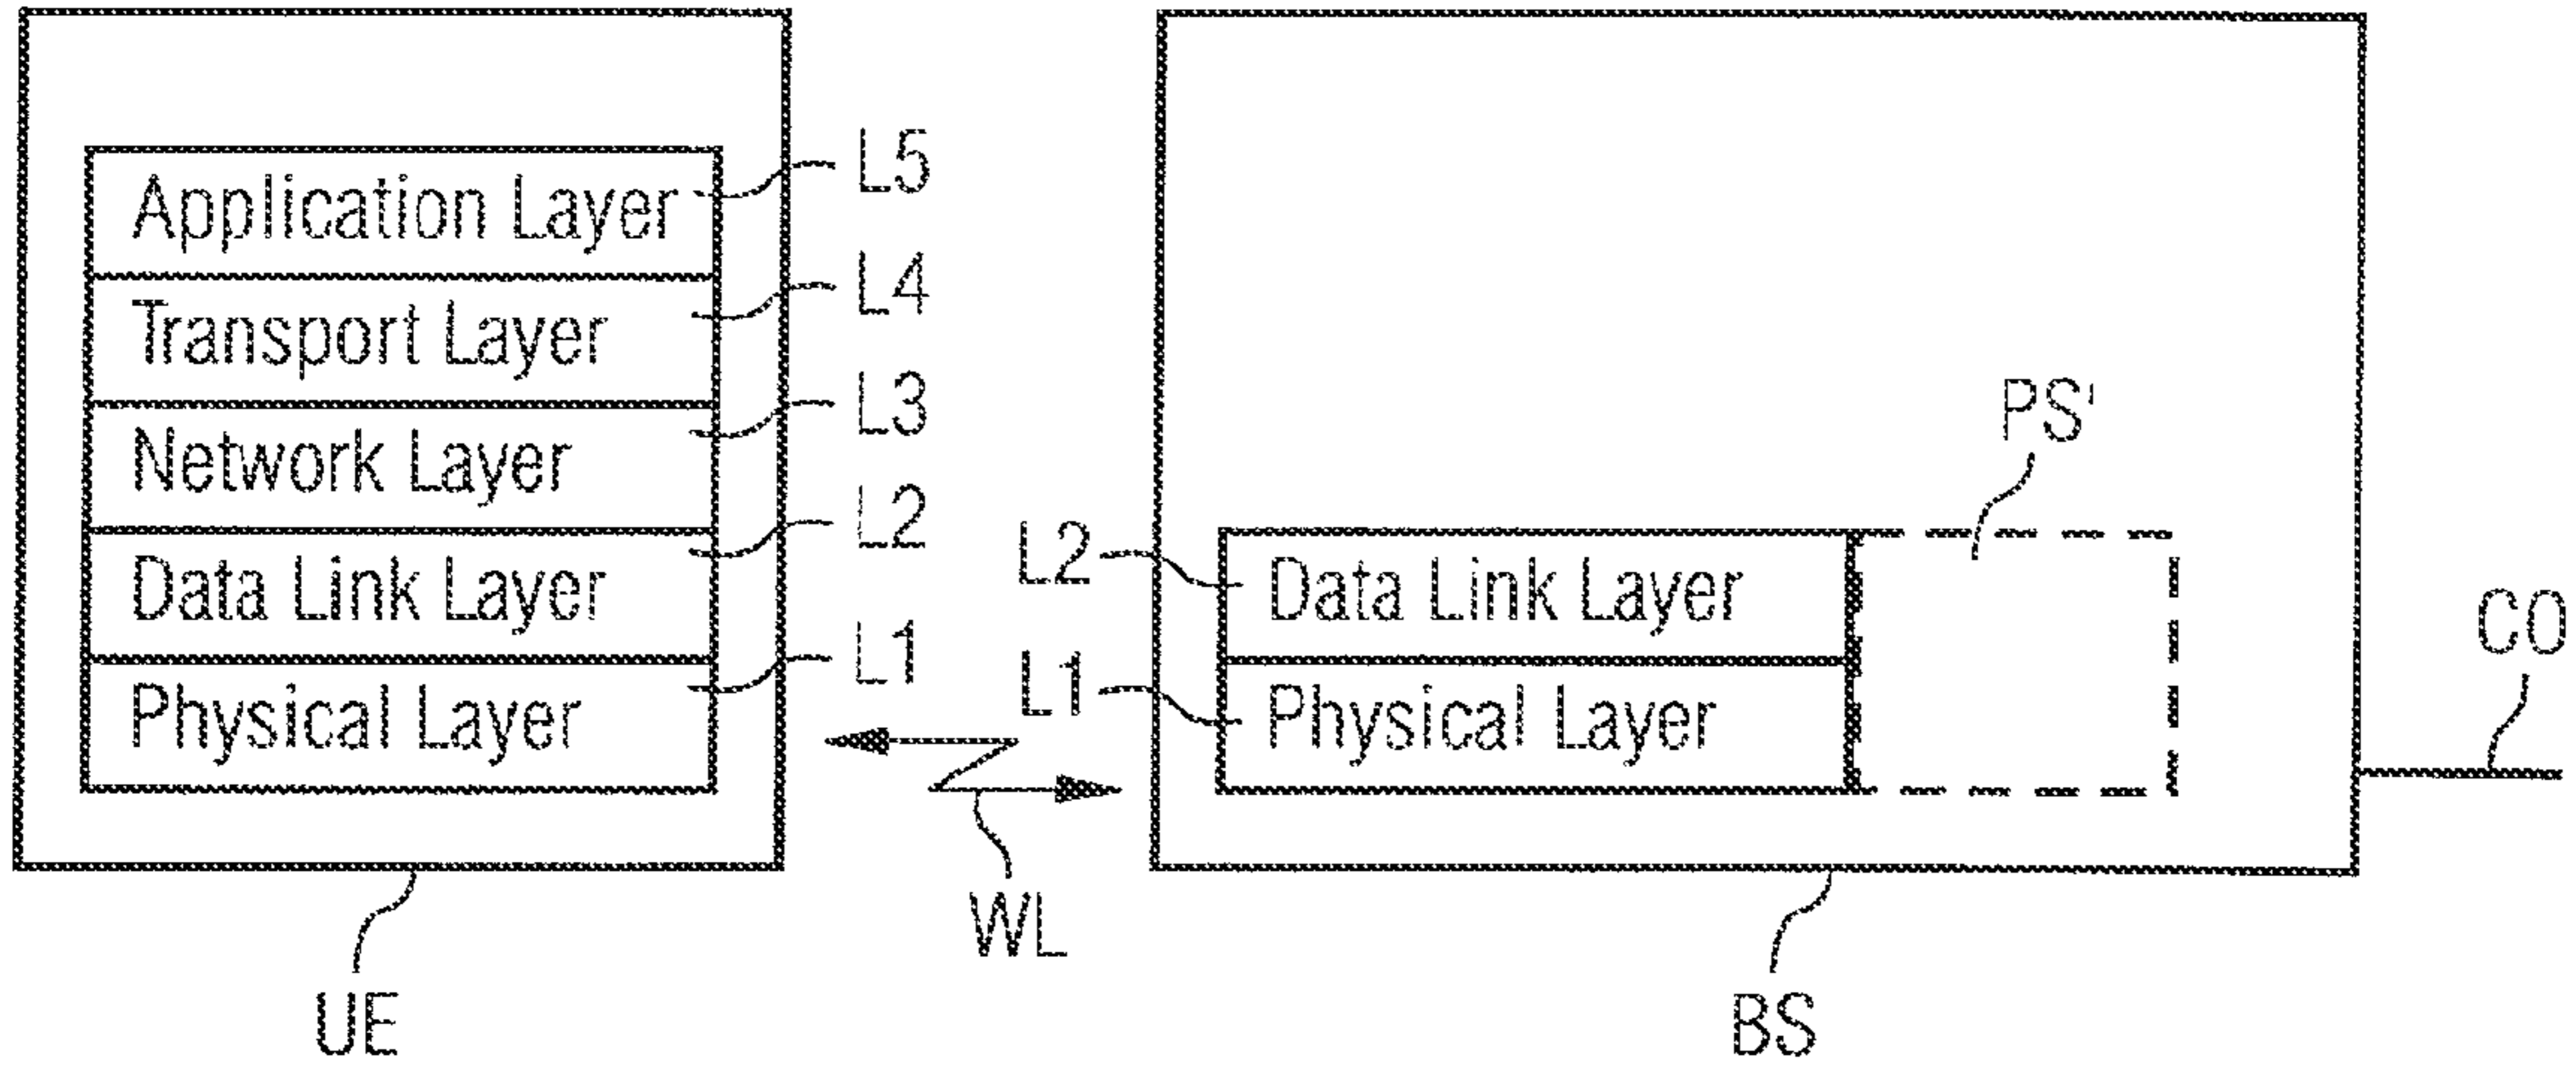 Application Layer
L5
Transport Layer
L4
Network Layer
L3
Data Link Layer
L2
Physical Layer
L1
WL
UE
PS'
L2
Data Link Layer
L1
Physical Layer
CO
BS